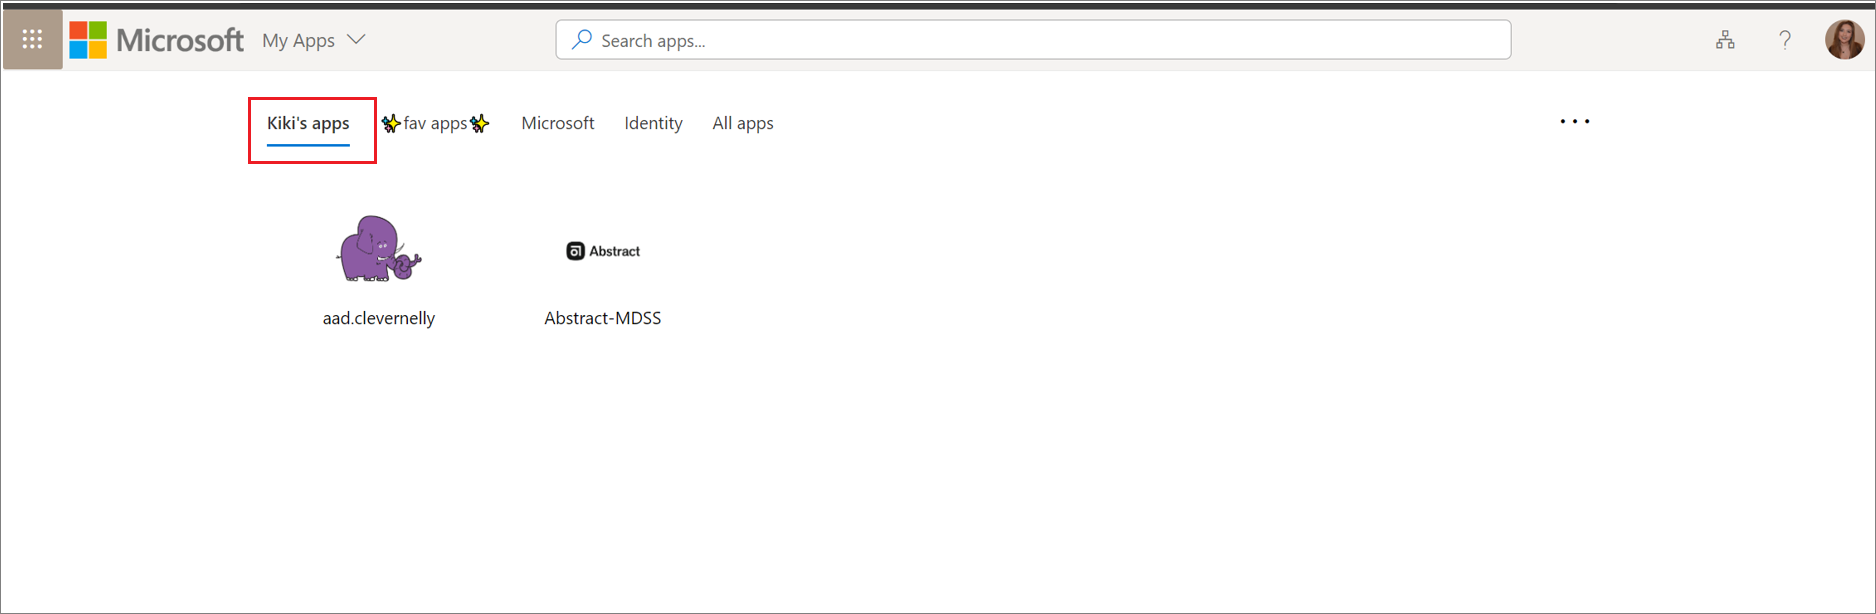 Microsoft My Apps Search apps... ?
Kiki's apps ✨fav apps✨ Microsoft Identity All apps ...
Abstract
aad.clevernelly Abstract-MDSS